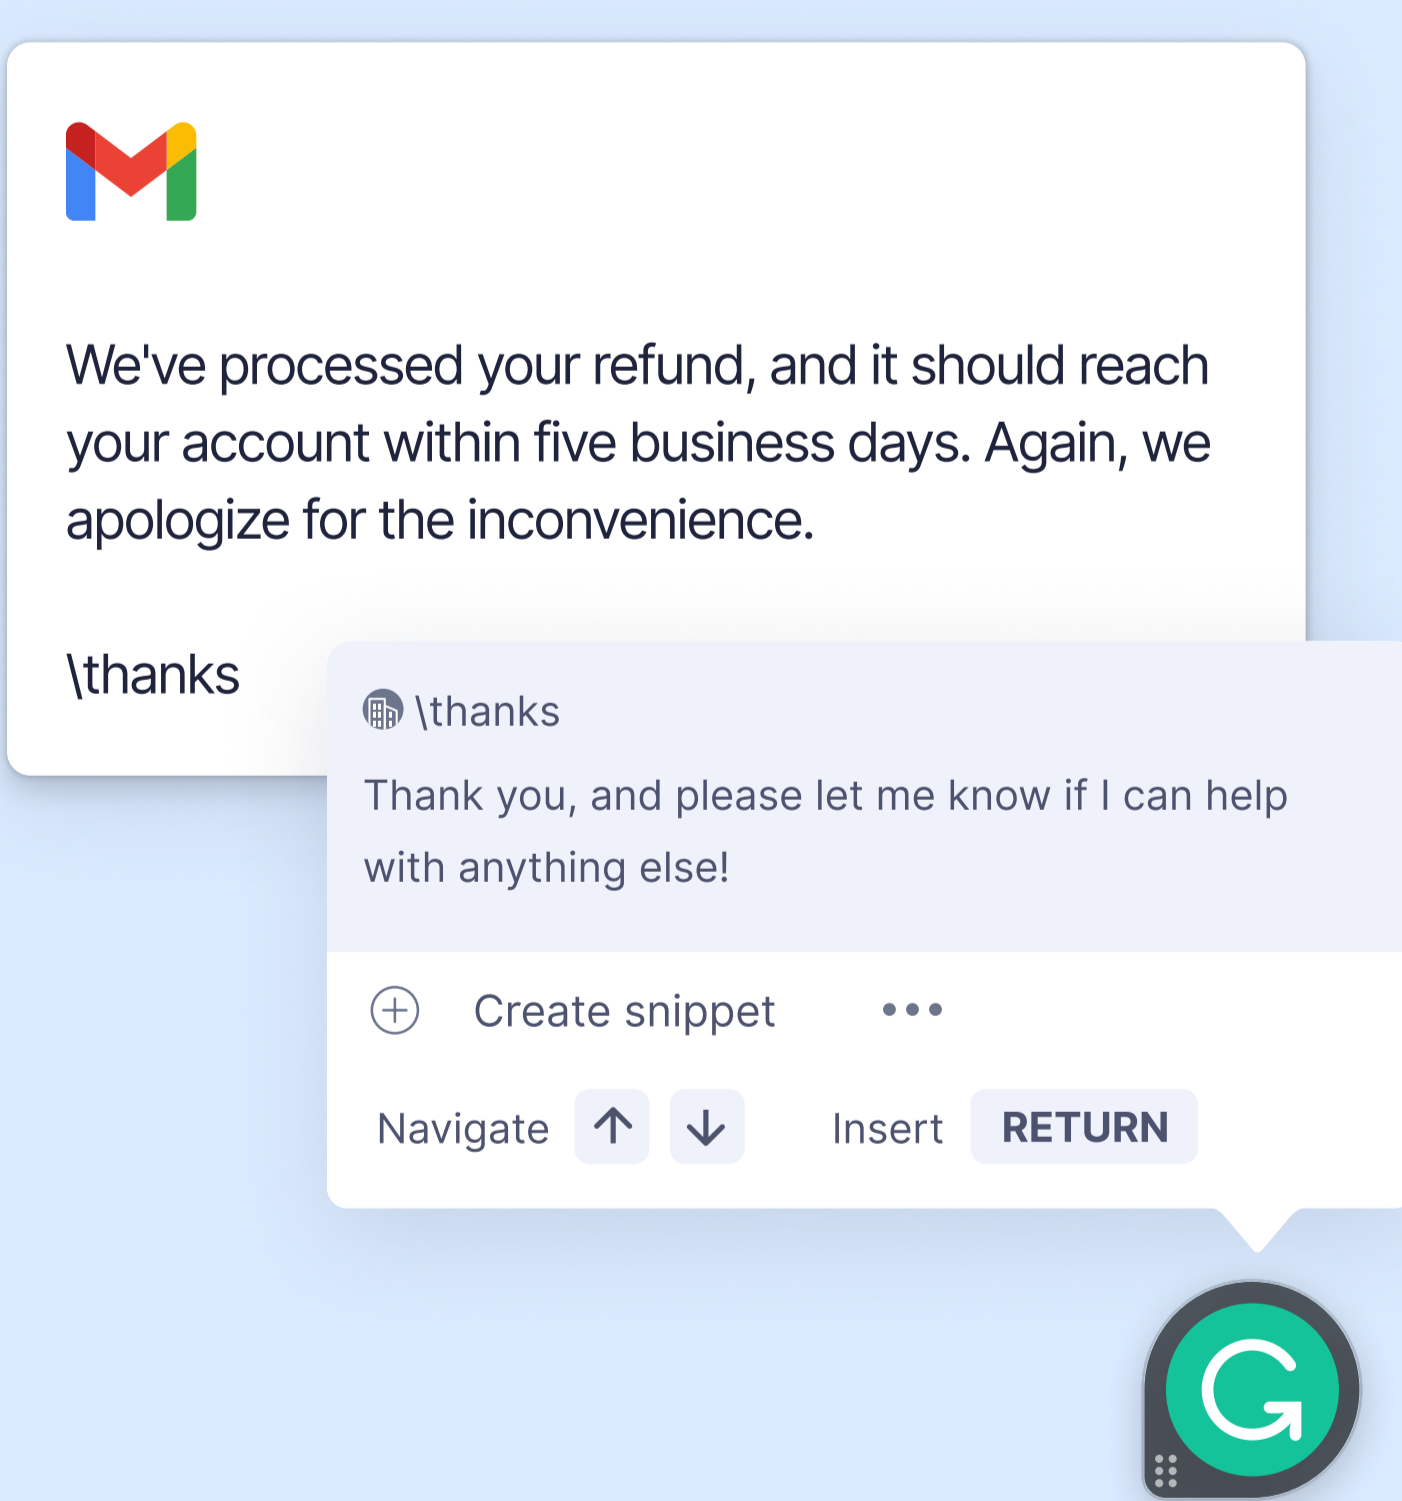 We've processed your refund, and it should reach
your account within five business days. Again, we
apologize for the inconvenience.
\thanks
\thanks
Thank you, and please let me know if I can help
with anything else!
Create snippet
Navigate Insert RETURN